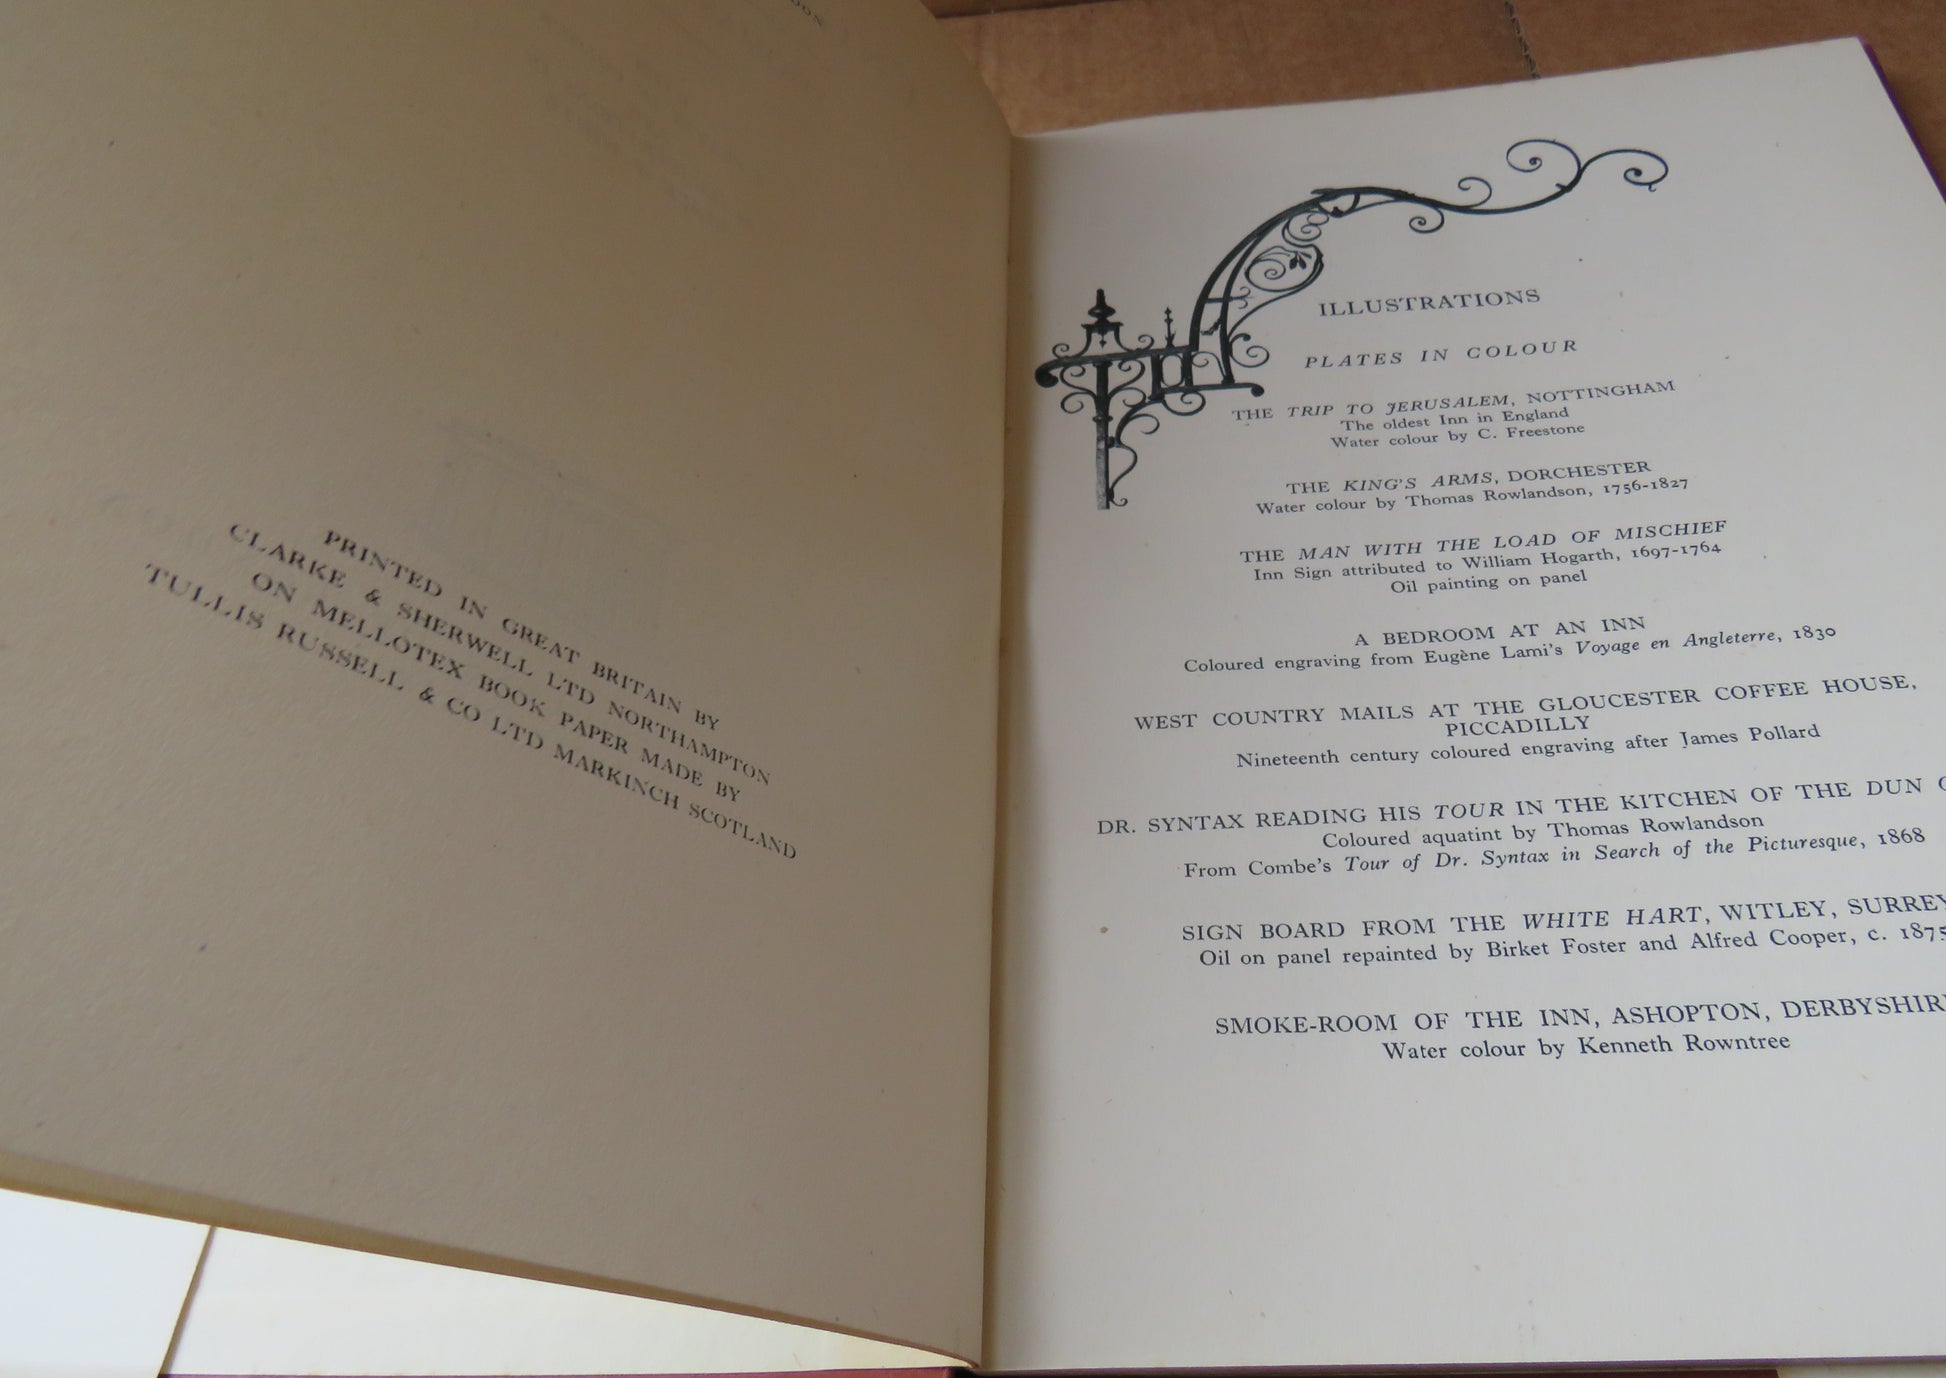 PRINTED IN GREAT BRITAIN BY
CLARKE & SHERWELL LTD NORTHAMPTON
ON MELLOTEX BOOK PAPER MADE BY
TULLIS RUSSELL & CO LTD MARKINCH SCOTLAND
ILLUSTRATIONS
PLATES IN COLOUR
THE TRIP TO JERUSALEM, NOTTINGHAM
The oldest Inn in England
Water colour by C. Freestone
THE KING'S ARMS, DORCHESTER
Water colour by Thomas Rowlandson, 1756-1827
THE MAN WITH THE LOAD OF MISCHIEF
Inn Sign attributed to William Hogarth, 1697-1764
Oil painting on panel
A BEDROOM AT AN INN
Coloured engraving from Eugène Lami's Voyage en Angleterre, 1830
WEST COUNTRY MAILS AT THE GLOUCESTER COFFEE HOUSE,
PICCADILLY
Nineteenth century coloured engraving after James Pollard
DR. SYNTAX READING HIS TOUR IN THE KITCHEN OF THE DUN
Coloured aquatint by Thomas Rowlandson
From Combe's Tour of Dr. Syntax in Search of the Picturesque, 1868
SIGN BOARD FROM THE WHITE HART, WITLEY, SURREY
Oil on panel repainted by Birket Foster and Alfred Cooper, c. 1875
SMOKE-ROOM OF THE INN, ASHOPTON, DERBYSHIR
Water colour by Kenneth Rowntree